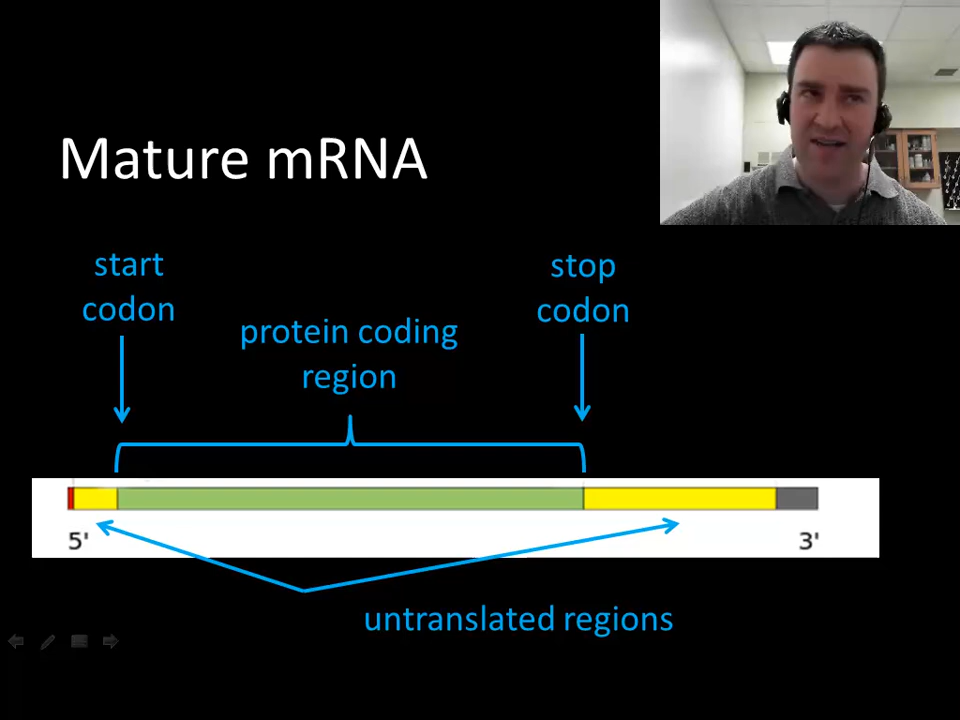 Mature mRNA
start
codon
stop
codon
protein coding
region
5'
3'
untranslated regions